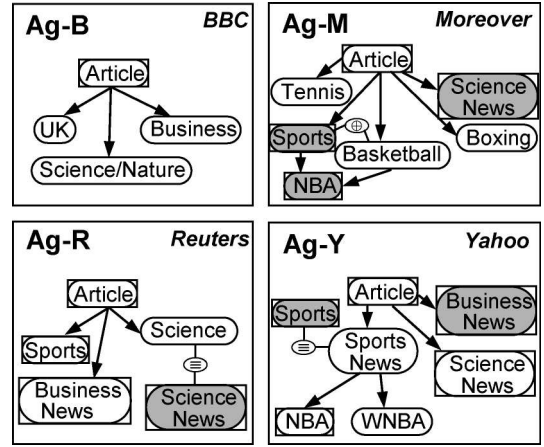 Ag-B BBC
Article
UK
Business
Science/Nature
Ag-M Moreover
Article
Tennis
Science
News
Sports
⊕
Boxing
Basketball
NBA
Ag-R Reuters
Article
Science
Sports
≡
Business
News
Science
News
Ag-Y Yahoo
Article
Business
News
Sports
≡
Sports
News
Science
News
NBA
WNBA